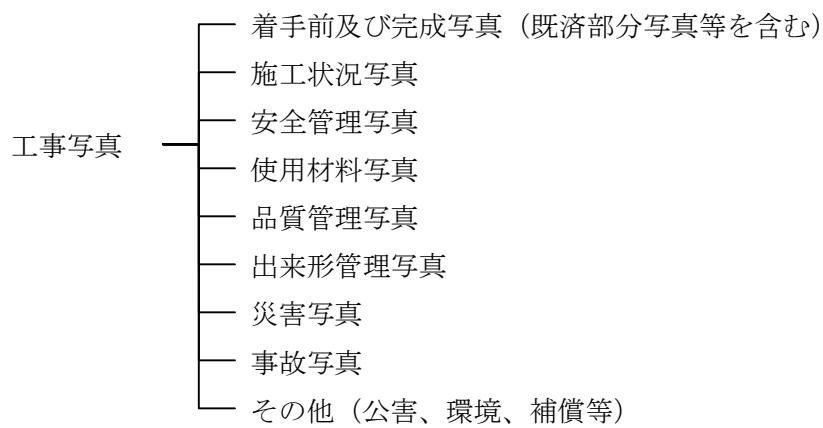 着手前及び完成写真（既済部分写真等を含む）
施工状況写真
安全管理写真
工事写真
使用材料写真
品質管理写真
出来形管理写真
災害写真
事故写真
その他（公害、環境、補償等）